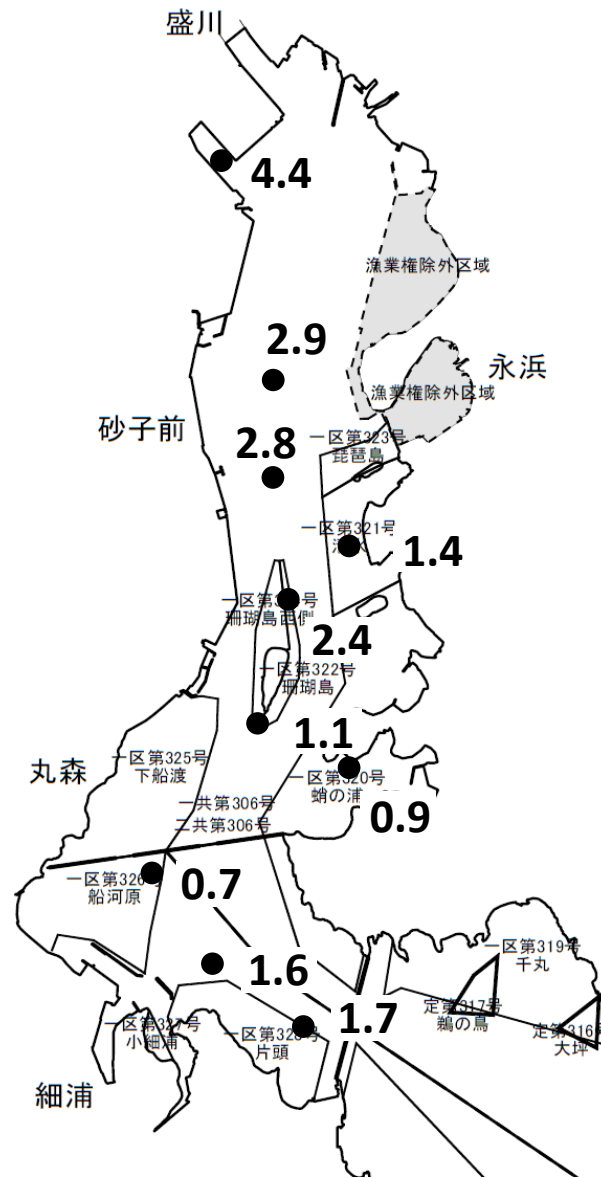 盛川
4.4
漁業権除外区域
2.9
永浜
漁業権除外区域
砂子前
2.8
一区第323号
琵琶島
一区第321号
1.4
一区第
号
珊瑚島西側
2.4
一区第322号
珊瑚島
1.1
一区第325号
下船渡
丸森
一区第320号
蛸の浦
一共第306号
二共第306号
0.9
一区第326
船河原
0.7
1.6
一区第319号
千丸
定第317号
鵜の鳥
定第316
大坪
1.7
一区第327号
小細浦
一区第328号
片頭
細浦